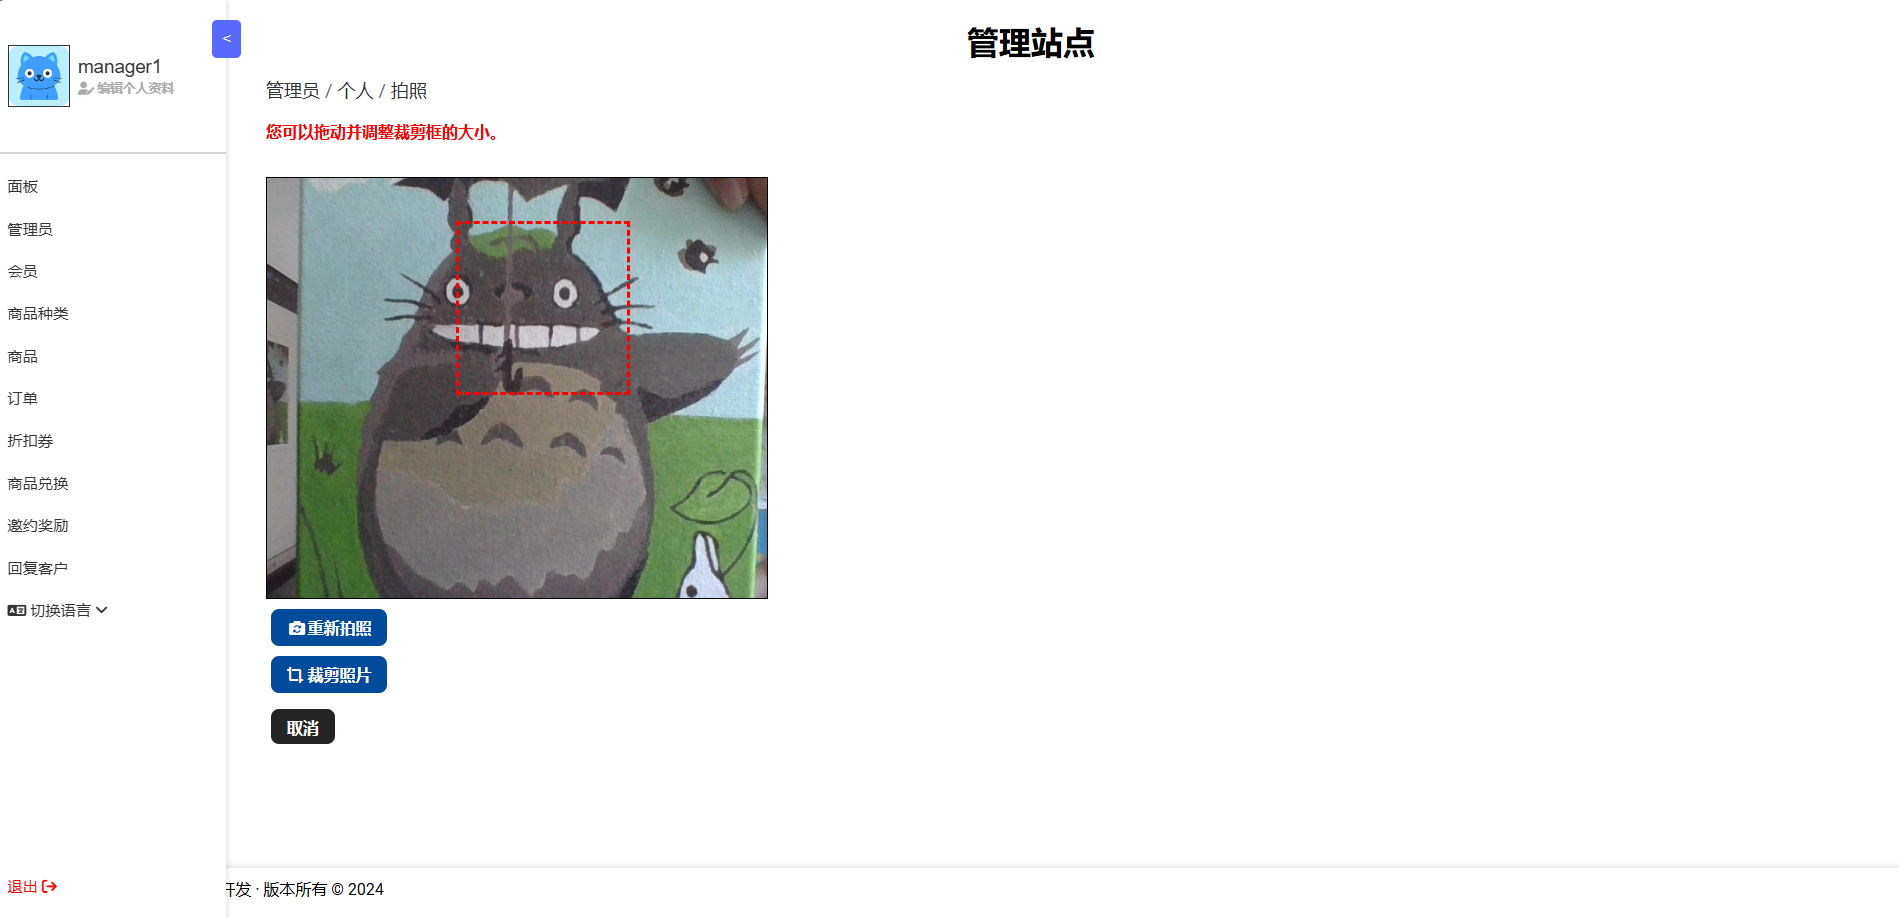 manager1
编辑个人资料
面板
管理员
会员
商品种类
商品
订单
折扣券
商品兑换
邀约奖励
回复客户
切换语言
退出
<
管理站点
管理员 / 个人 / 拍照
您可以拖动并调整裁剪框的大小。
重新拍照
裁剪照片
取消
开发 · 版本所有 © 2024